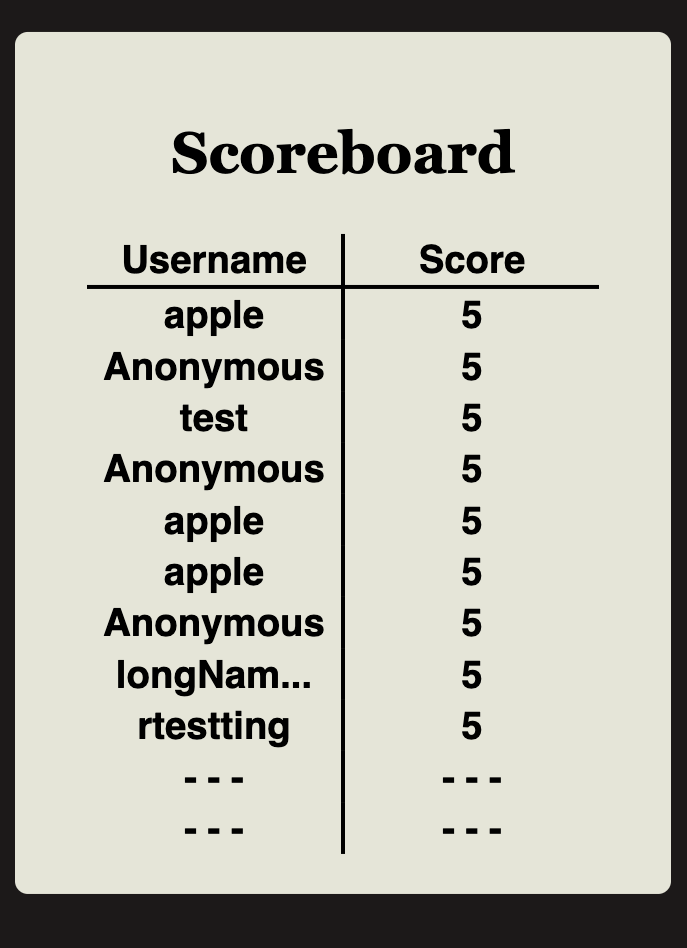 Scoreboard
Username Score
apple 5
Anonymous 5
test 5
Anonymous 5
apple 5
apple 5
Anonymous 5
longNam... 5
rtestting 5
- - - - - -
- - - - - -